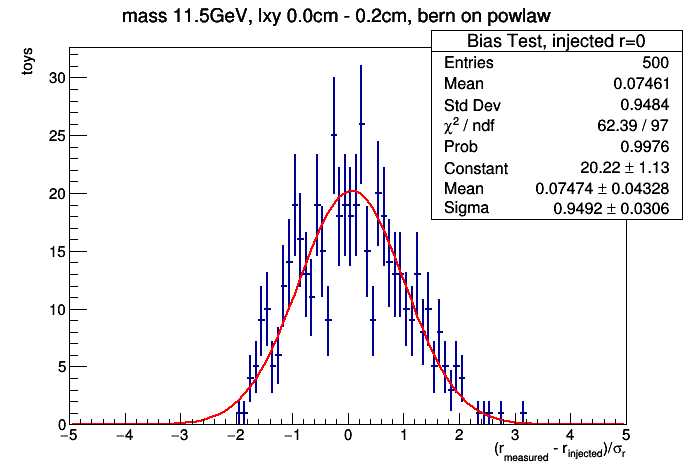 mass 11.5GeV, lxy 0.0cm - 0.2cm, bern on powlaw
Bias Test, injected r=0
Entries 500
Mean 0.07461
Std Dev 0.9484
χ² / ndf 62.39 / 97
Prob 0.9976
Constant 20.22 ± 1.13
Mean 0.07474 ± 0.04328
Sigma 0.9492 ± 0.0306
toys
30
25
20
15
10
5
0
−5 −4 −3 −2 −1 0 1 2 3 4 5
(r_measured - r_injected)/σ_r